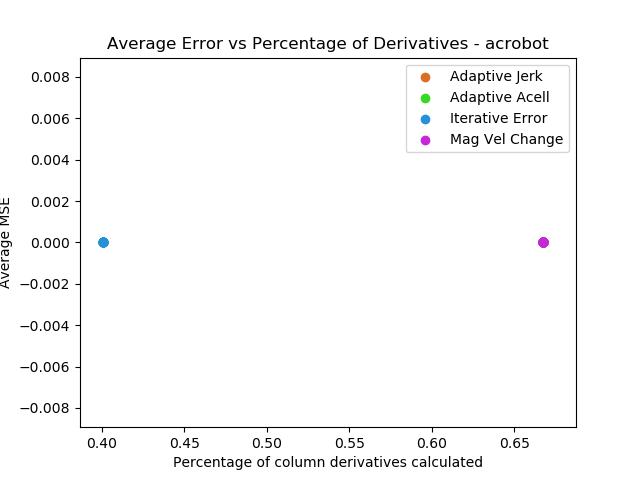 Average Error vs Percentage of Derivatives - acrobot
Adaptive Jerk
Adaptive Acell
Iterative Error
Mag Vel Change
Average MSE
0.008
0.006
0.004
0.002
0.000
−0.002
−0.004
−0.006
−0.008
0.40 0.45 0.50 0.55 0.60 0.65
Percentage of column derivatives calculated